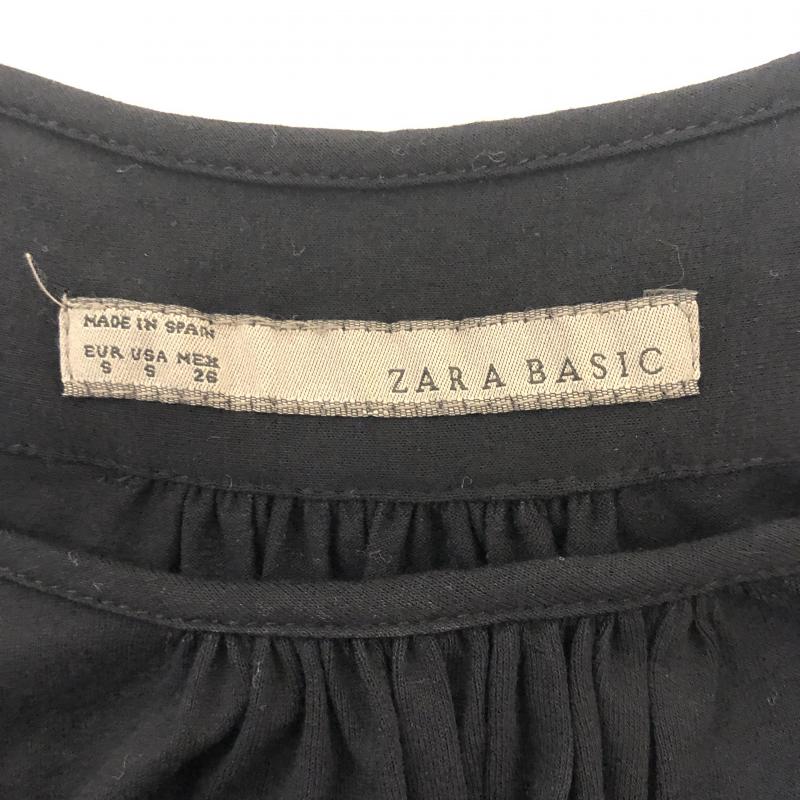 MADE IN SPAIN
EUR USA MEX
S S 26
ZARA BASIC